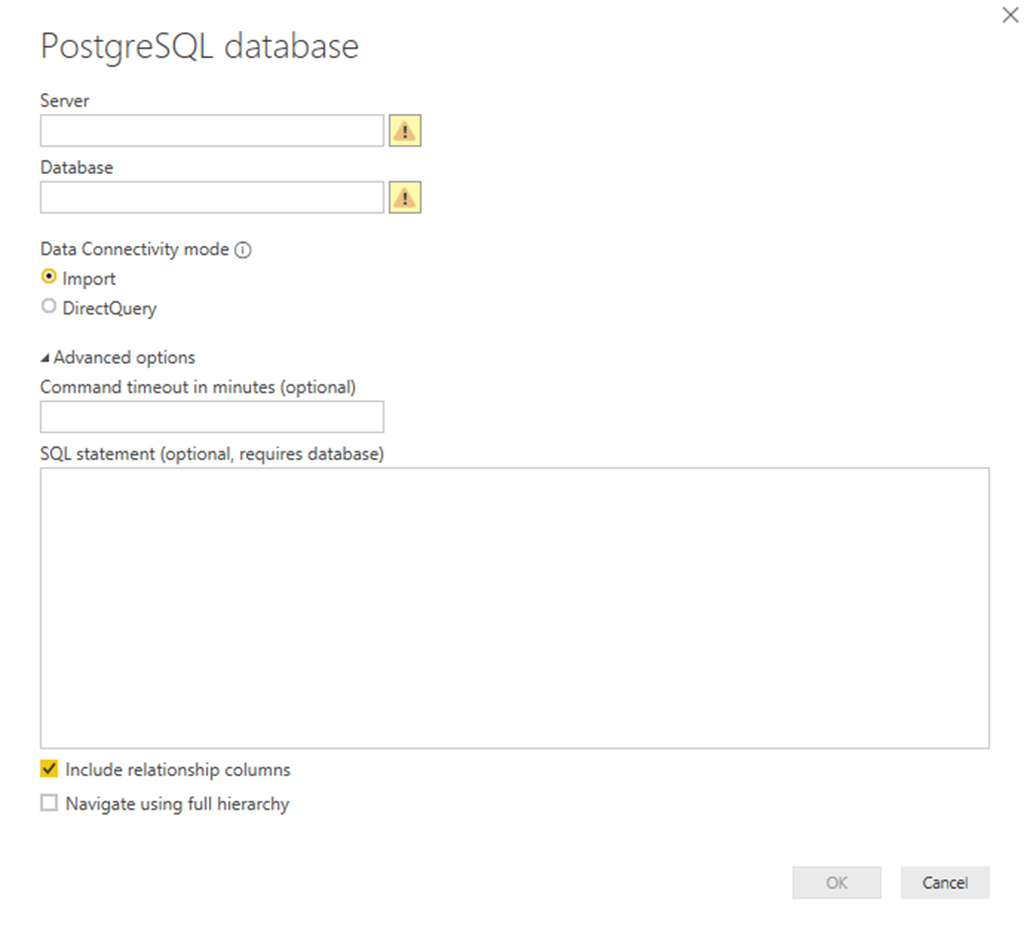 PostgreSQL database
Server
Database
Data Connectivity mode
Import
DirectQuery
Advanced options
Command timeout in minutes (optional)
SQL statement (optional, requires database)
Include relationship columns
Navigate using full hierarchy
OK
Cancel